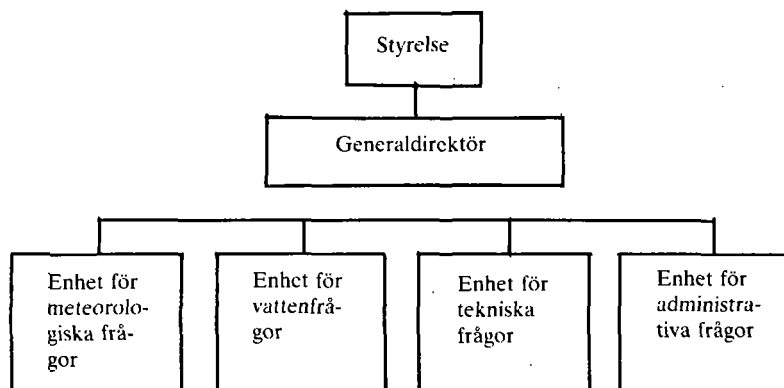 Styrelse
Generaldirektör
Enhet för
meteorolo-
giska frå-
gor
Enhet för
vattenfrå-
gor
Enhet för
tekniska
frågor
Enhet för
administra-
tiva frågor